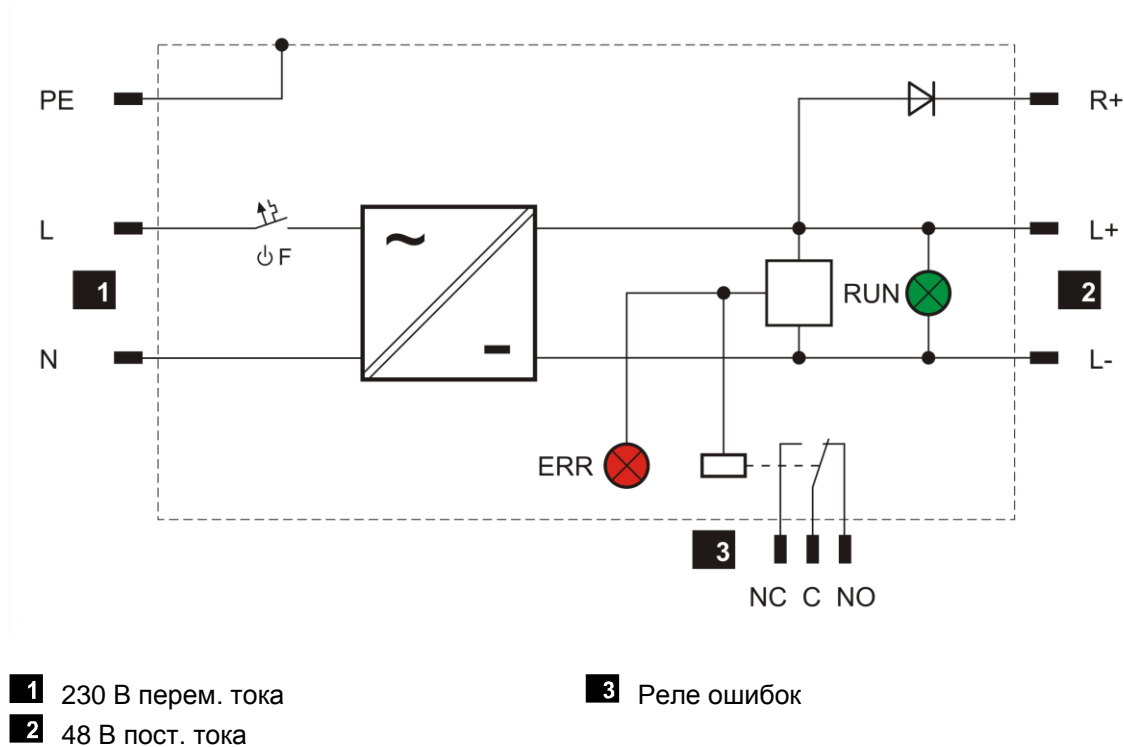 PE
R+
L
F
L+
1
RUN
2
N
L-
ERR
3
NC C NO
1 230 В перем. тока
3 Реле ошибок
2 48 В пост. тока